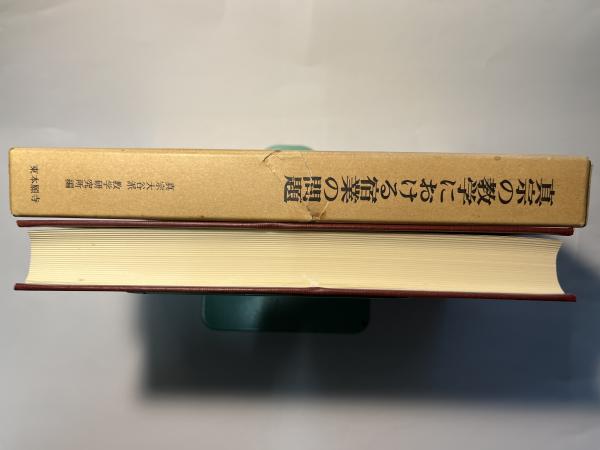 真宗の教学における宿業の問題
真宗大谷派 教学研究所編
東本願寺